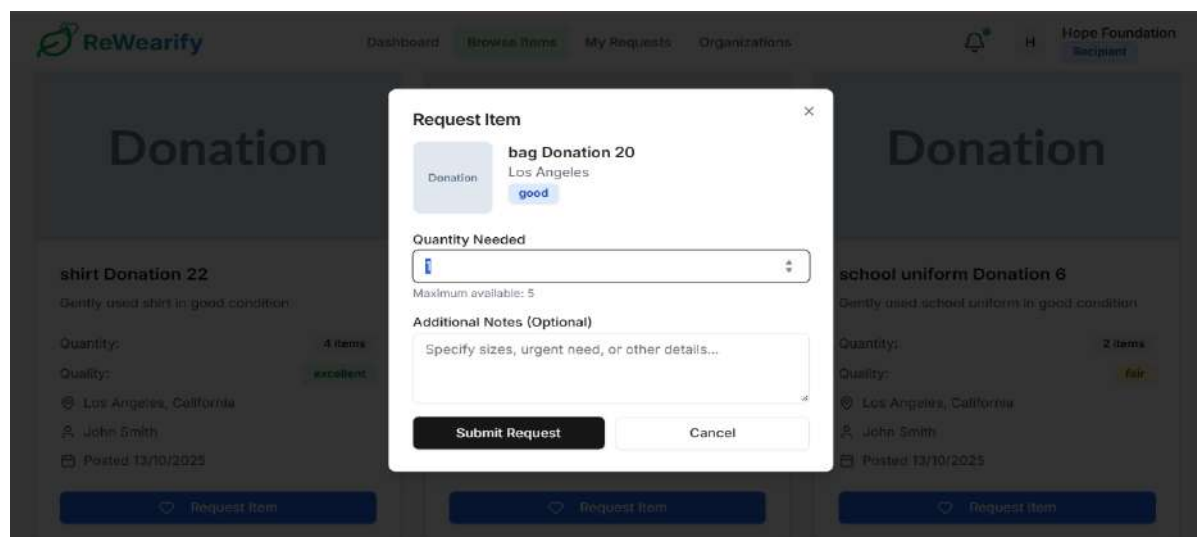 ReWearify
Dashboard Browse Items My Requests Organizations
H
Hope Foundation
Recipient
Donation
Donation
Request Item
bag Donation 20
Donation
Los Angeles
good
Quantity Needed
1
Maximum available: 5
Additional Notes (Optional)
Specify sizes, urgent need, or other details...
Submit Request Cancel
shirt Donation 22
Gently used shirt in good condition
Quantity: 4 items
Quality: excellent
Los Angeles, California
John Smith
Posted 13/10/2025
Request Item
Request Item
school uniform Donation 6
Gently used school uniform in good condition
Quantity: 2 items
Quality: fair
Los Angeles, California
John Smith
Posted 13/10/2025
Request Item